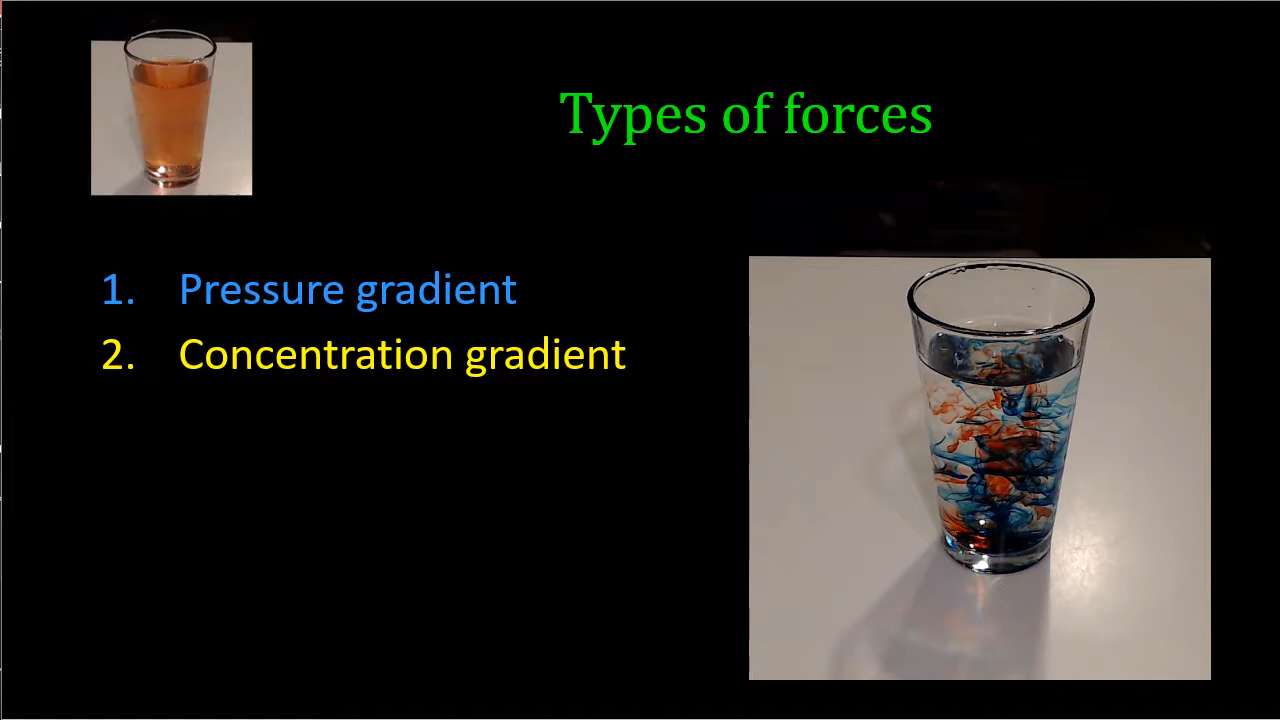 Types of forces
1. Pressure gradient
2. Concentration gradient